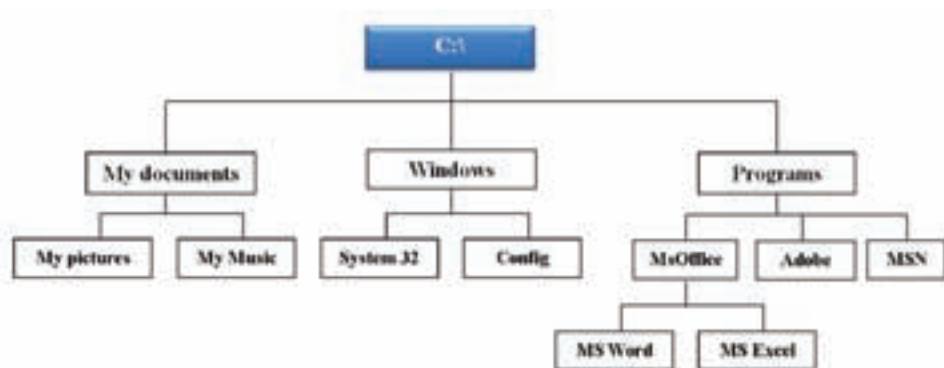 C:\
My documents
Windows
Programs
My pictures
My Music
System 32
Config
MsOffice
Adobe
MSN
MS Word
MS Excel